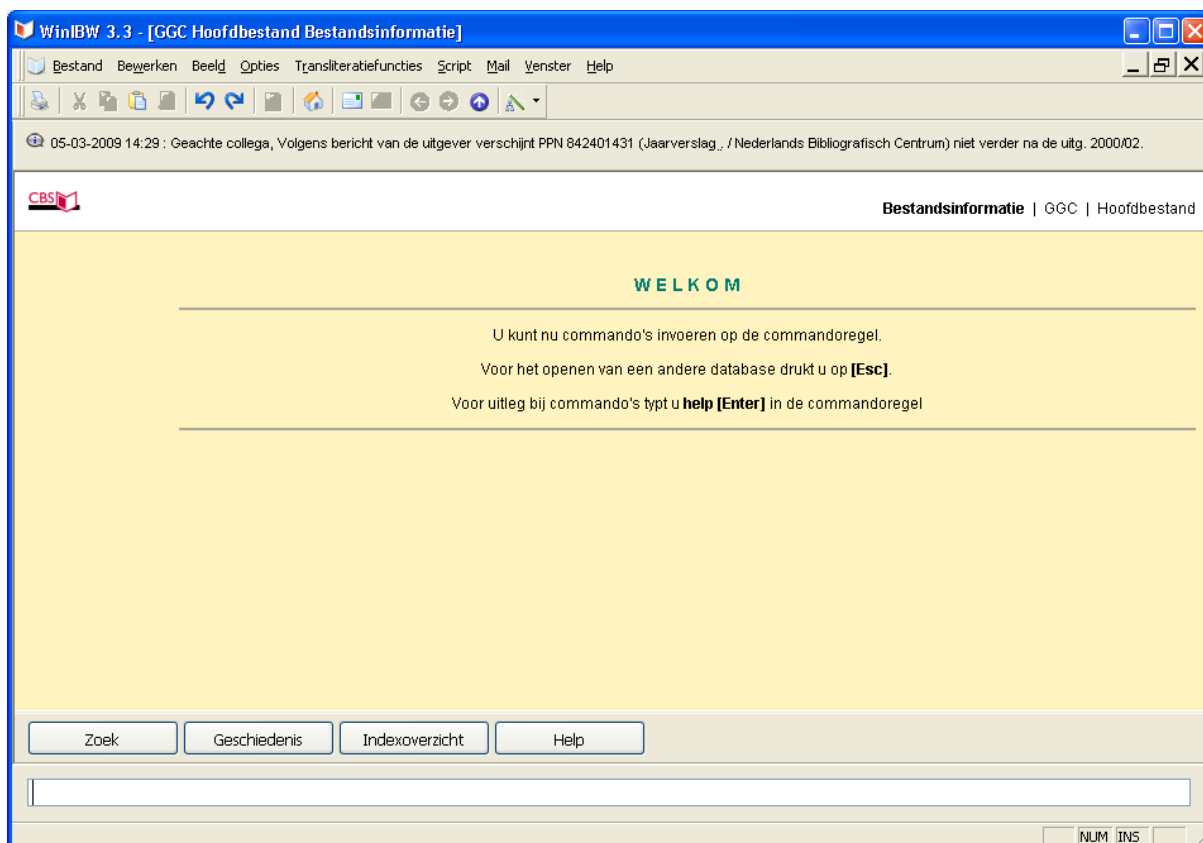 WinIBW 3.3 - [GGC Hoofdbestand Bestandsinformatie]
Bestand Bewerken Beeld Opties Transliteratiefuncties Script Mail Venster Help
05-03-2009 14:29 : Geachte collega, Volgens bericht van de uitgever verschijnt PPN 842401431 (Jaarverslag.. / Nederlands Bibliografisch Centrum) niet verder na de uitg. 2000/02.
CBS
Bestandsinformatie | GGC | Hoofdbestand
WELKOM
U kunt nu commando's invoeren op de commandoregel.
Voor het openen van een andere database drukt u op [Esc].
Voor uitleg bij commando's typt u help [Enter] in de commandoregel
Zoek Geschiedenis Indexoverzicht Help
NUM INS